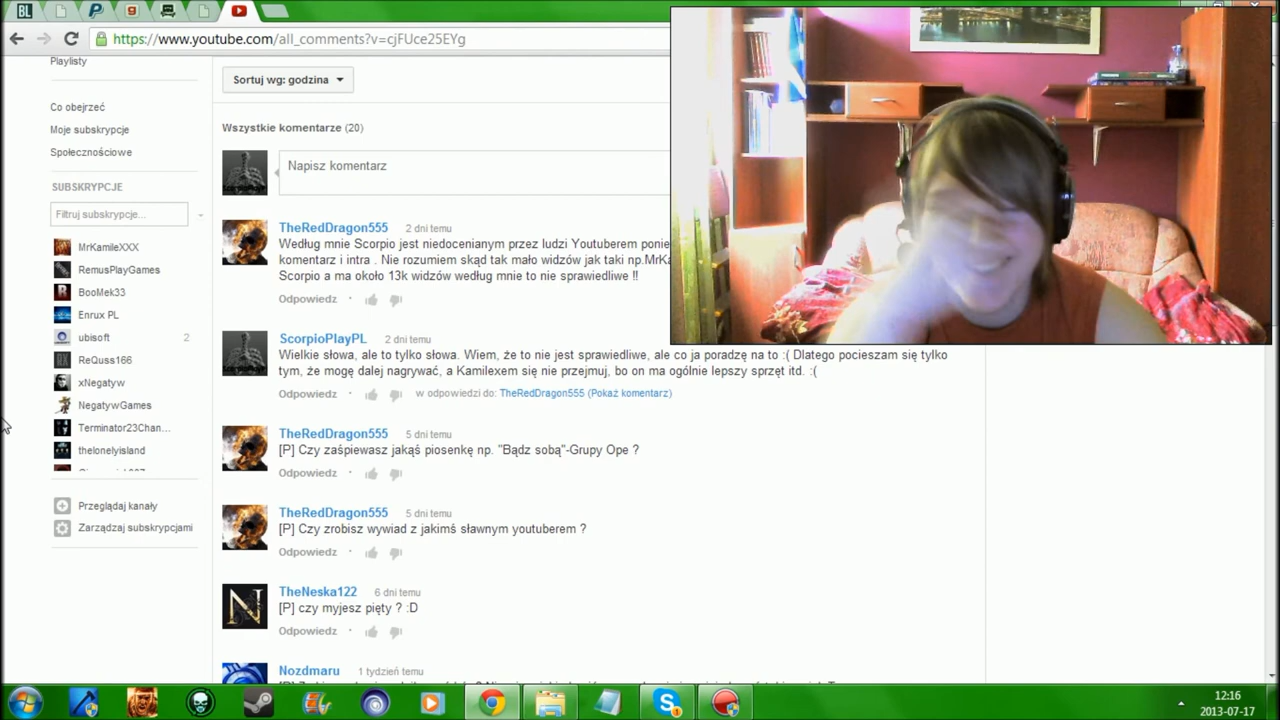 BL
https://www.youtube.com/all_comments?v=cjFUce25EYg
Playlisty
Co obejrzeć
Moje subskrypcje
Społecznościowe
SUBSKRYPCJE
Filtruj subskrypcje...
MrKamileXXX
RemusPlayGames
BooMek33
Enrux PL
ubisoft 2
ReQuss166
xNegatyw
NegatywGames
Terminator23Chan...
thelonelyisland
Przeglądaj kanały
Zarządzaj subskrypcjami
Sortuj wg: godzina
Wszystkie komentarze (20)
Napisz komentarz
TheRedDragon555 2 dni temu
Według mnie Scorpio jest niedocenianym przez ludzi Youtuberem ponie
komentarz i intra . Nie rozumiem skąd tak mało widzów jak taki np.MrKa
Scorpio a ma około 13k widzów według mnie to nie sprawiedliwe !!
Odpowiedz
ScorpioPlayPL 2 dni temu
Wielkie słowa, ale to tylko słowa. Wiem, że to nie jest sprawiedliwe, ale co ja poradzę na to :( Dlatego pocieszam się tylko
tym, że mogę dalej nagrywać, a Kamilexem się nie przejmuj, bo on ma ogólnie lepszy sprzęt itd. :(
Odpowiedz w odpowiedzi do: TheRedDragon555 (Pokaż komentarz)
TheRedDragon555 5 dni temu
[P] Czy zaśpiewasz jakąś piosenkę np. "Bądz sobą"-Grupy Ope ?
Odpowiedz
TheRedDragon555 5 dni temu
[P] Czy zrobisz wywiad z jakimś sławnym youtuberem ?
Odpowiedz
TheNeska122 6 dni temu
[P] czy myjesz pięty ? :D
Odpowiedz
Nozdmaru 1 tydzień temu
12:16
2013-07-17